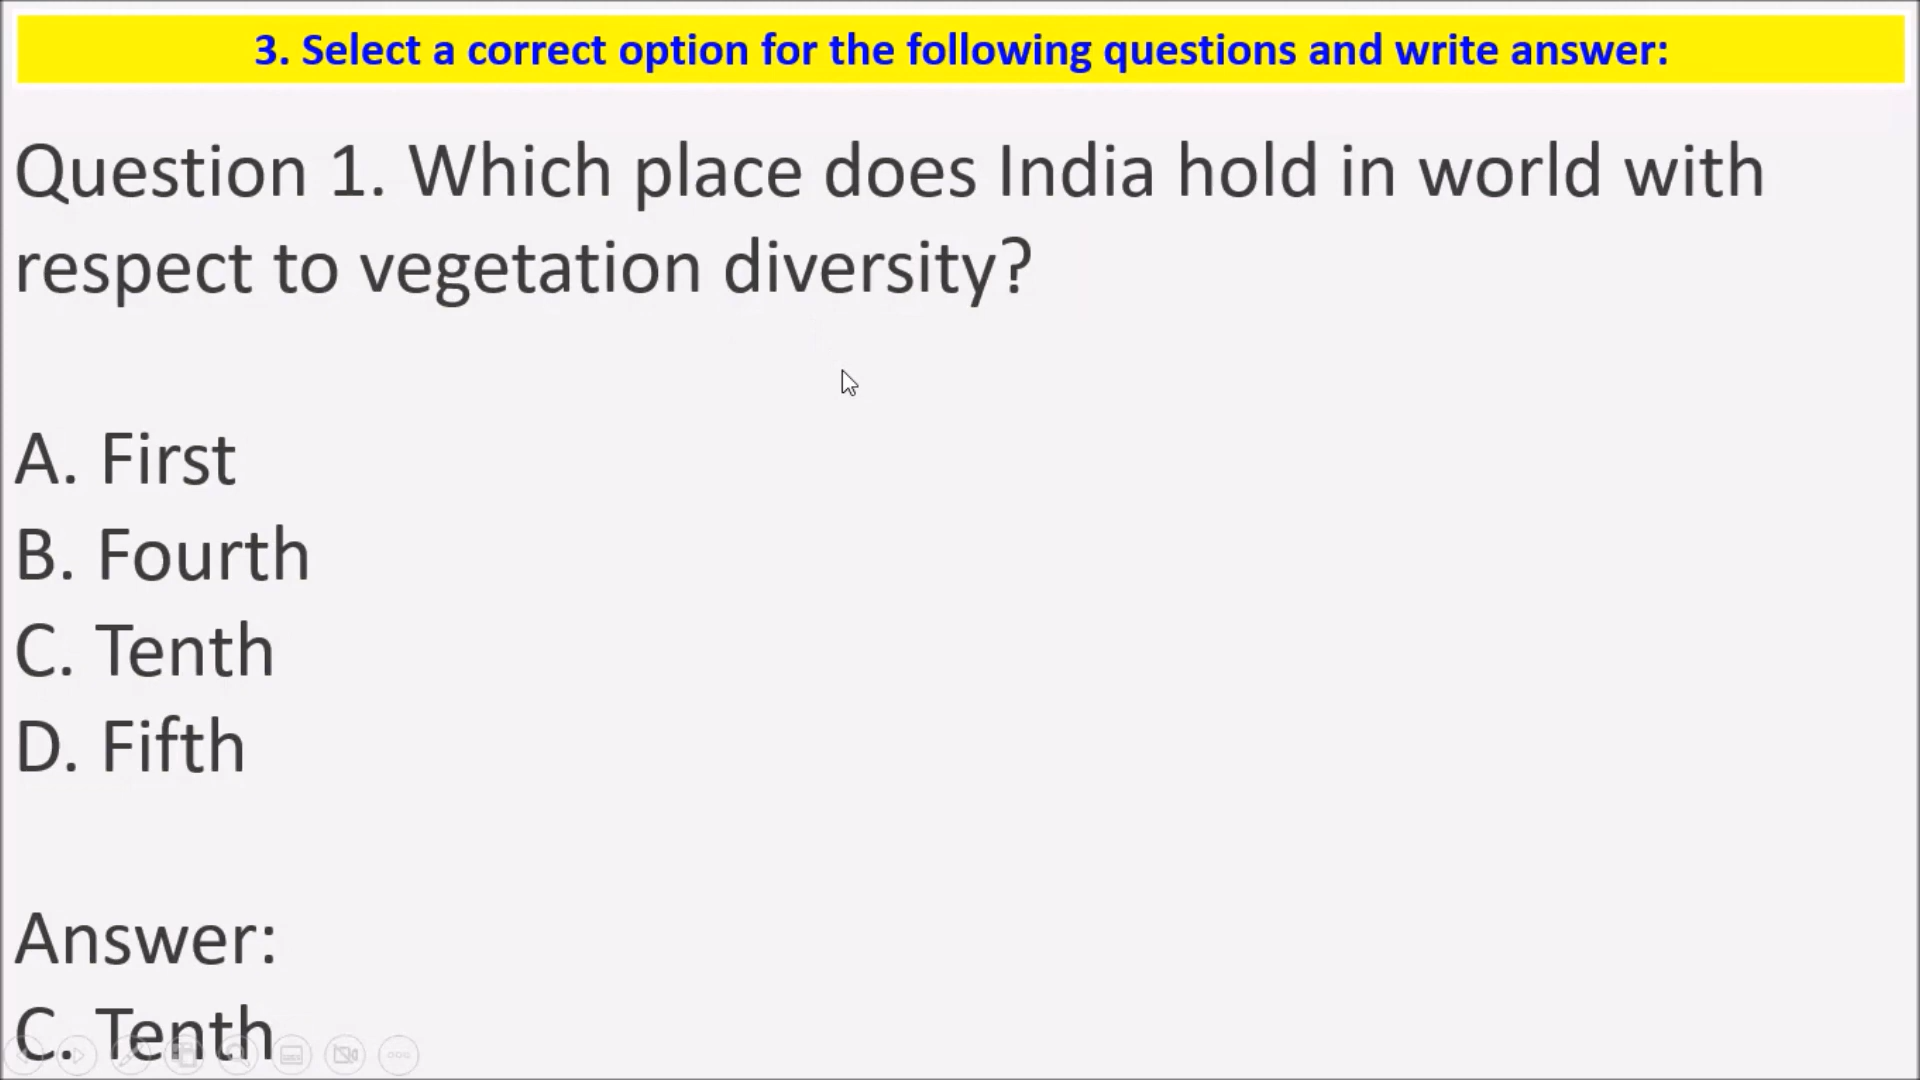 3. Select a correct option for the following questions and write answer:
Question 1. Which place does India hold in world with
respect to vegetation diversity?
A. First
B. Fourth
C. Tenth
D. Fifth
Answer:
C. Tenth